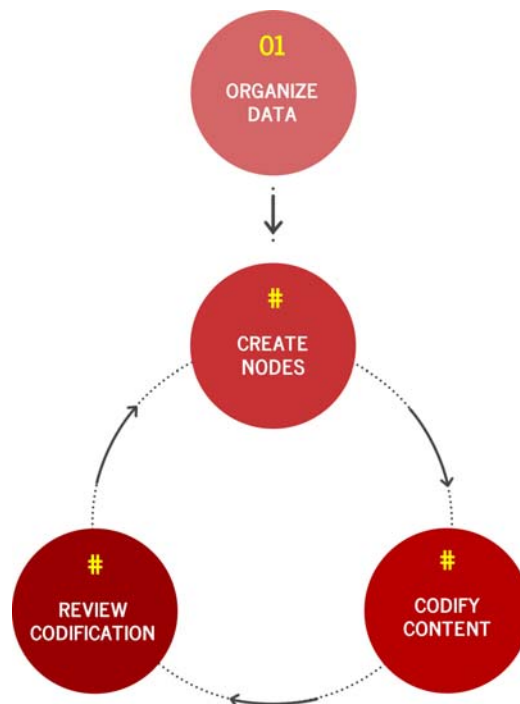 01
ORGANIZE
DATA
#
CREATE
NODES
#
REVIEW
CODIFICATION
#
CODIFY
CONTENT